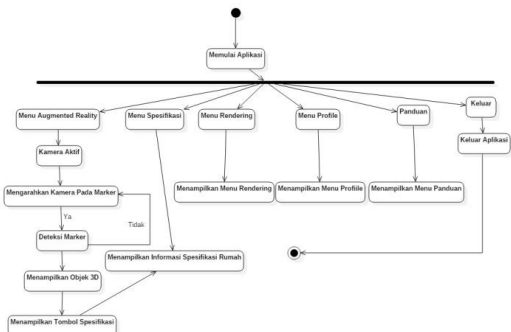 Memulai Aplikasi
Menu Augmented Reality
Menu Spesifikasi
Menu Rendering
Menu Profile
Panduan
Keluar
Kamera Aktif
Keluar Aplikasi
Mengarahkan Kamera Pada Marker
Menampilkan Menu Rendering
Menampilkan Menu Profiile
Menampilkan Menu Panduan
Ya
Tidak
Deteksi Marker
Menampilkan Informasi Spesifikasi Rumah
Menampilkan Objek 3D
Menampilkan Tombol Spesifikasi